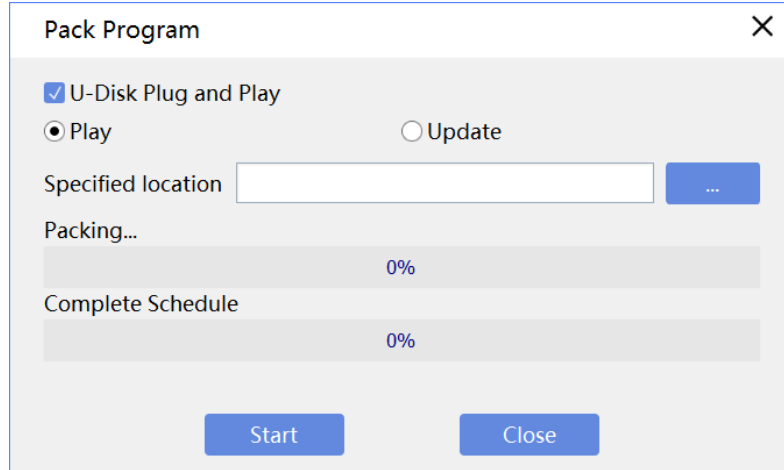 Pack Program
U-Disk Plug and Play
Play Update
Specified location ...
Packing...
0%
Complete Schedule
0%
Start Close